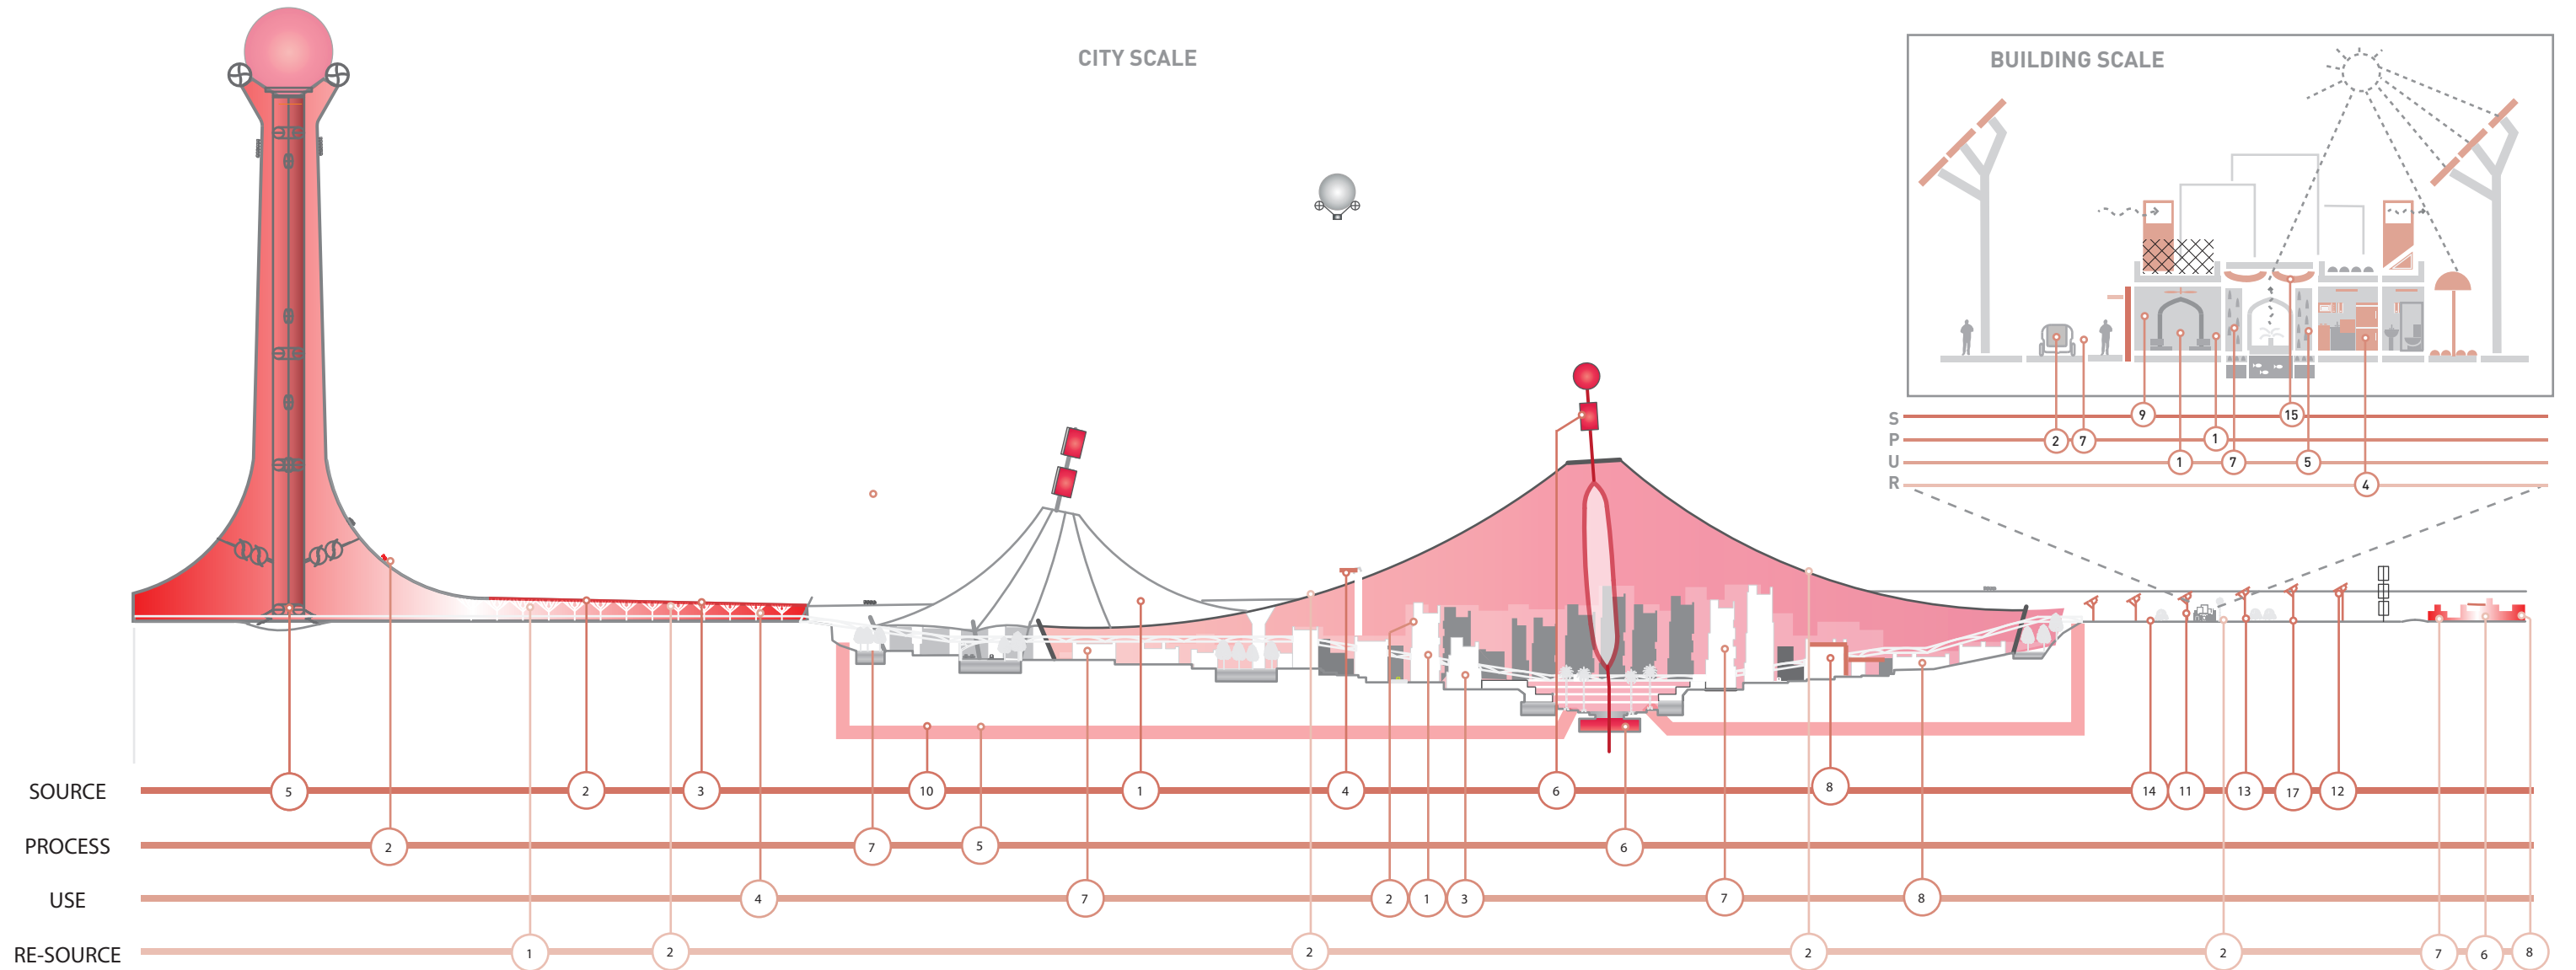 CITY SCALE
BUILDING SCALE
S 9 15
P 2 7 1
U 1 7 5
R 4
SOURCE 5 2 3 10 1 4 6 8 14 11 13 17 12
PROCESS 2 7 5 6
USE 4 7 2 1 3 7 8
RE-SOURCE 1 2 2 2 2 7 6 8